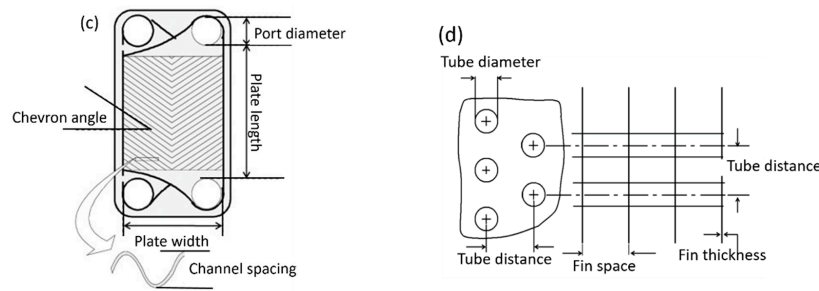 (c)
Port diameter
Plate length
Chevron angle
Plate width
Channel spacing
(d)
Tube diameter
Tube distance
Tube distance
Fin space
Fin thickness